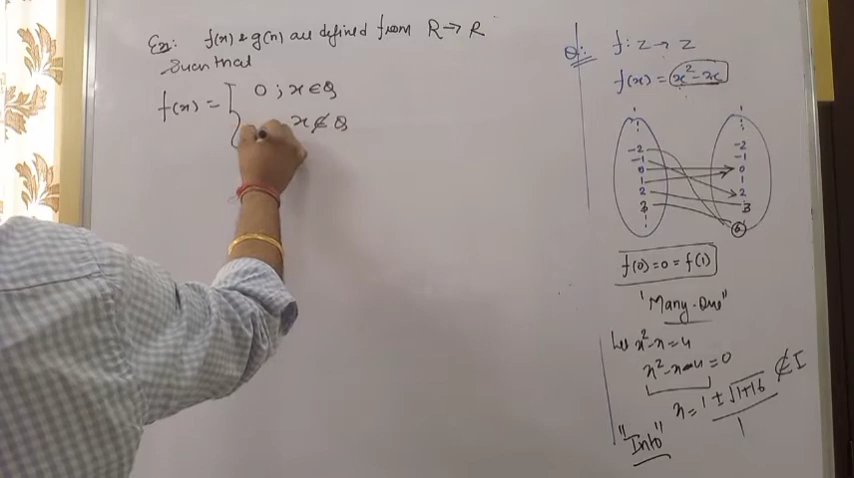 Ex: f(x) & g(x) are defined from R → R
Such that
f(x) = { 0 ; x ∈ Q
x ∉ Q
Q: f: Z → Z
f(x) = x² - x
-2 -2
-1 -1
0 0
1 1
2 2
3 3
6
f(0) = 0 = f(1)
"Many-One"
Let x² - x = 4
x² - x - 4 = 0
x = 1 ± √1+16 ∉ I
1
"Into"